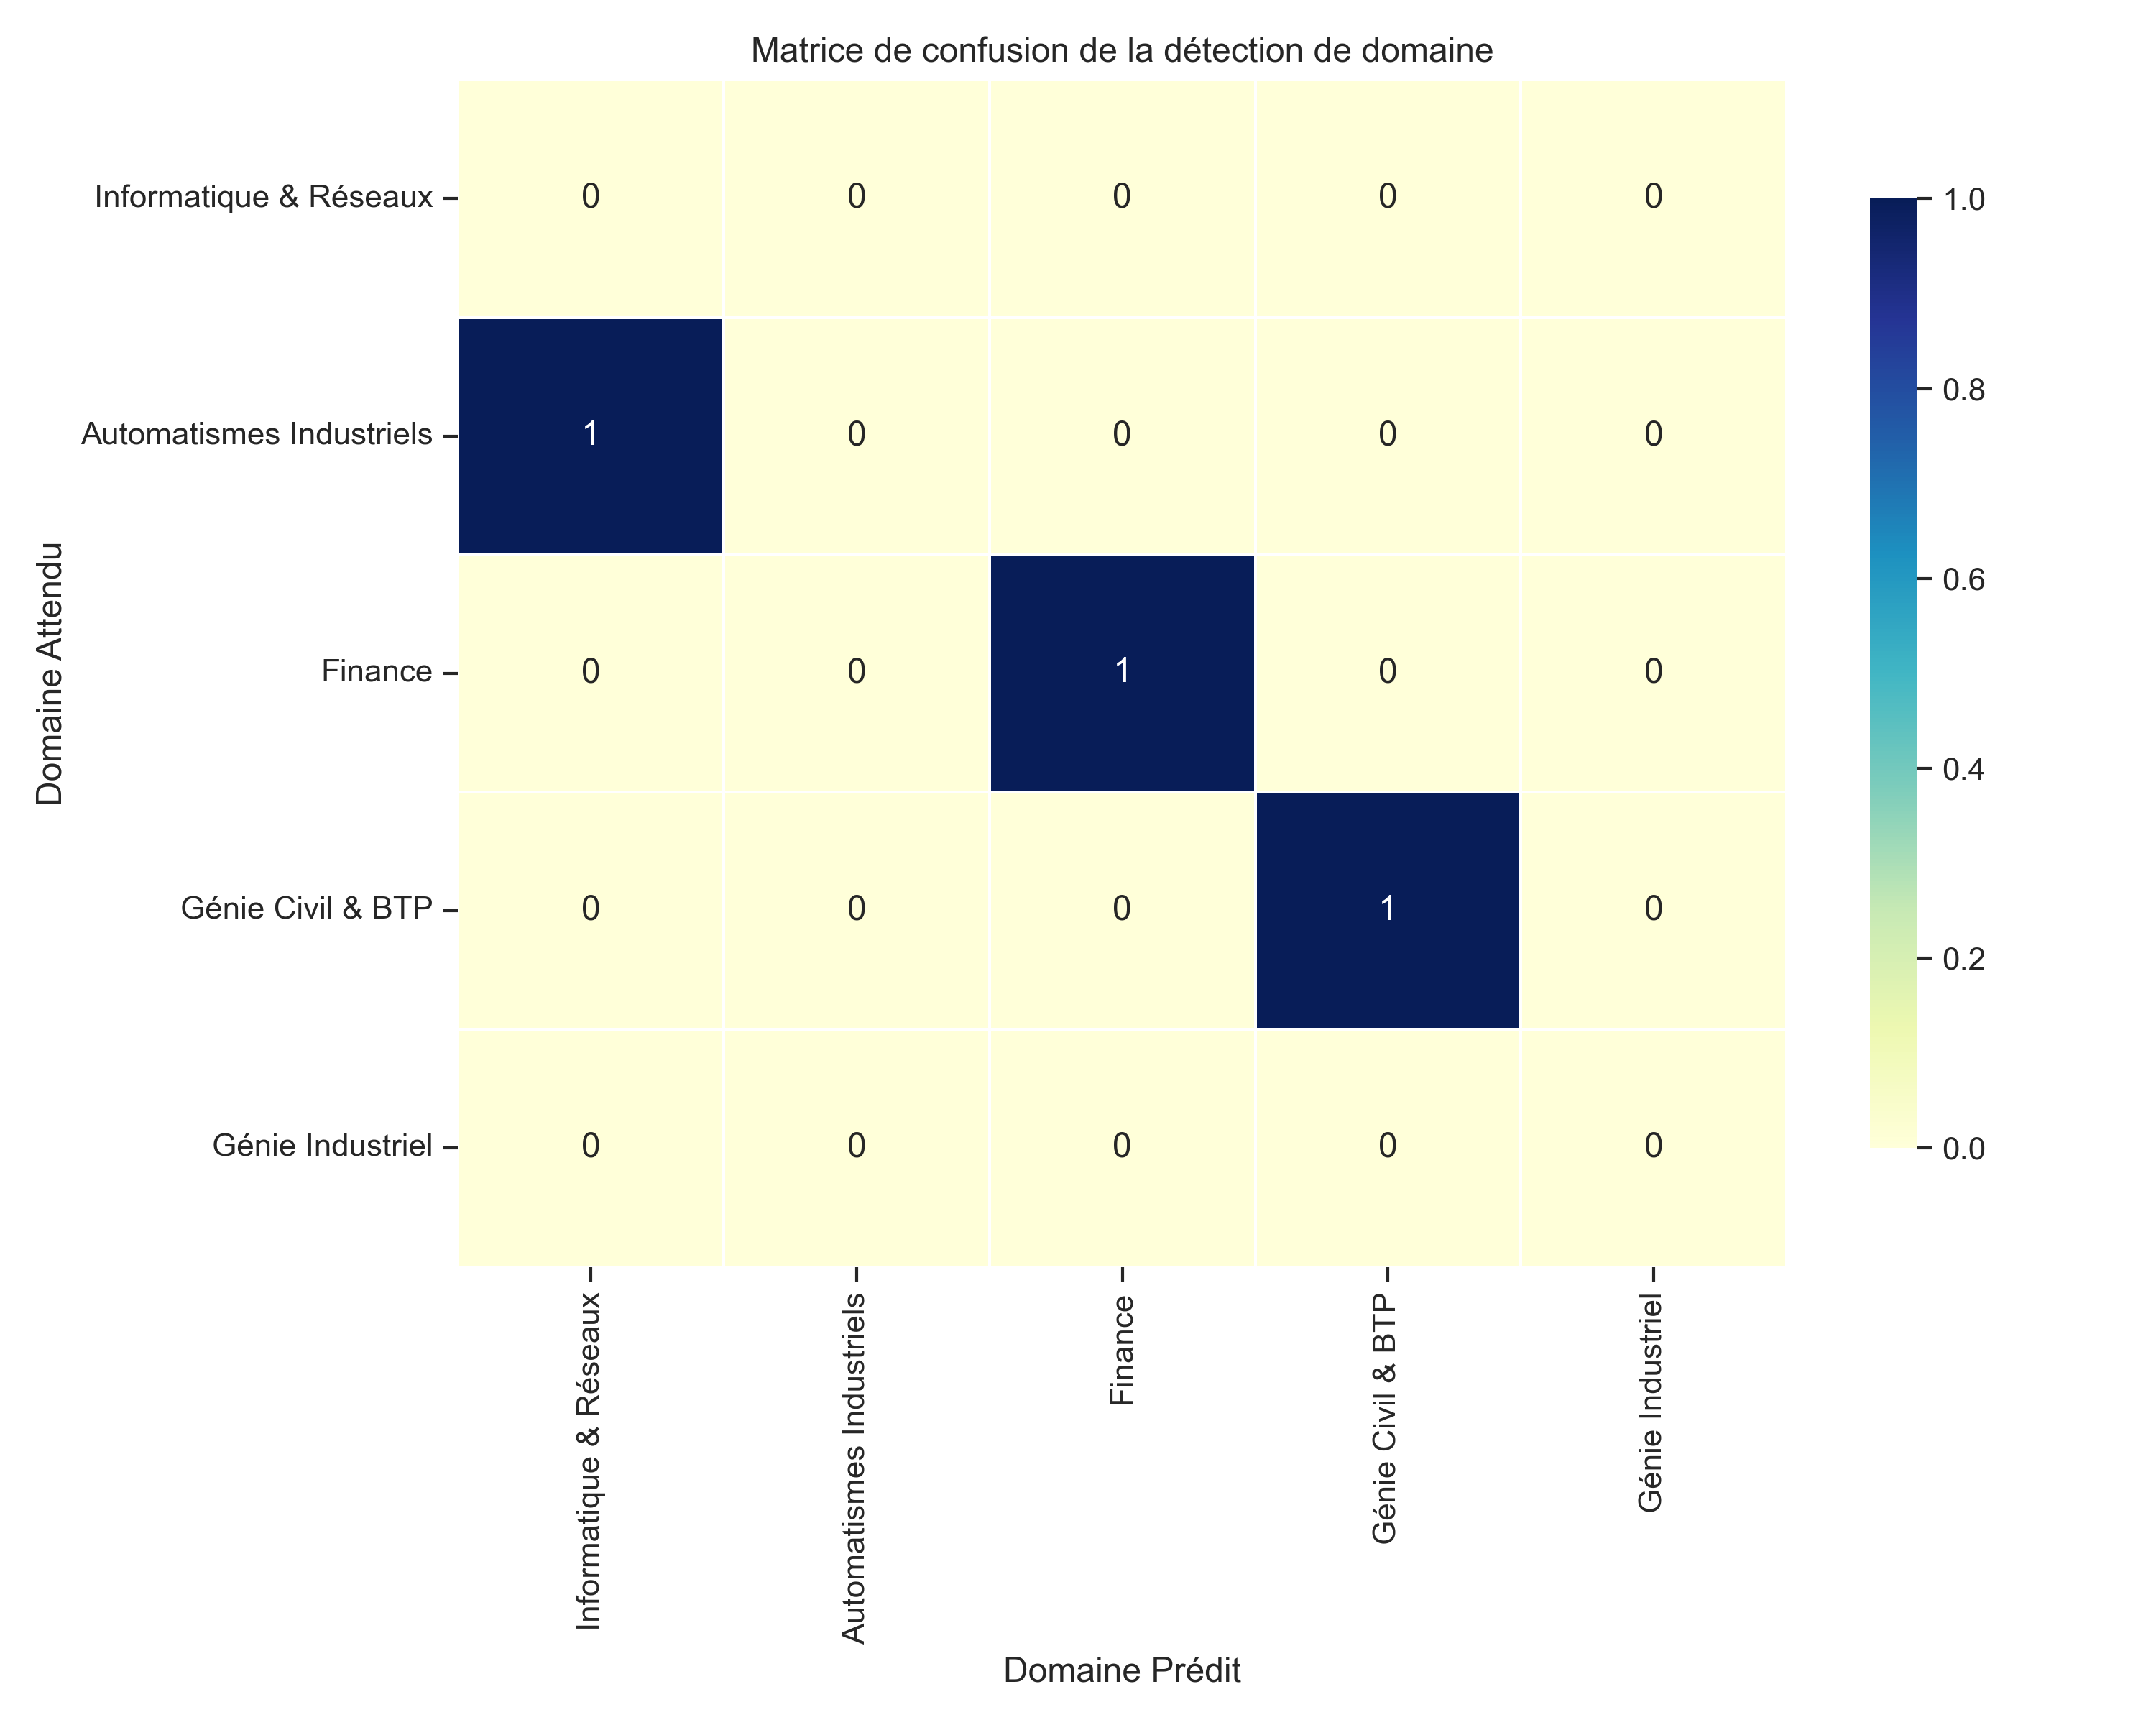 Matrice de confusion de la détection de domaine
Informatique & Réseaux 0 0 0 0 0
Automatismes Industriels 1 0 0 0 0
Finance 0 0 1 0 0
Génie Civil & BTP 0 0 0 1 0
Génie Industriel 0 0 0 0 0
Domaine Attendu
Informatique & Réseaux
Automatismes Industriels
Finance
Génie Civil & BTP
Génie Industriel
Domaine Prédit
1.0
0.8
0.6
0.4
0.2
0.0